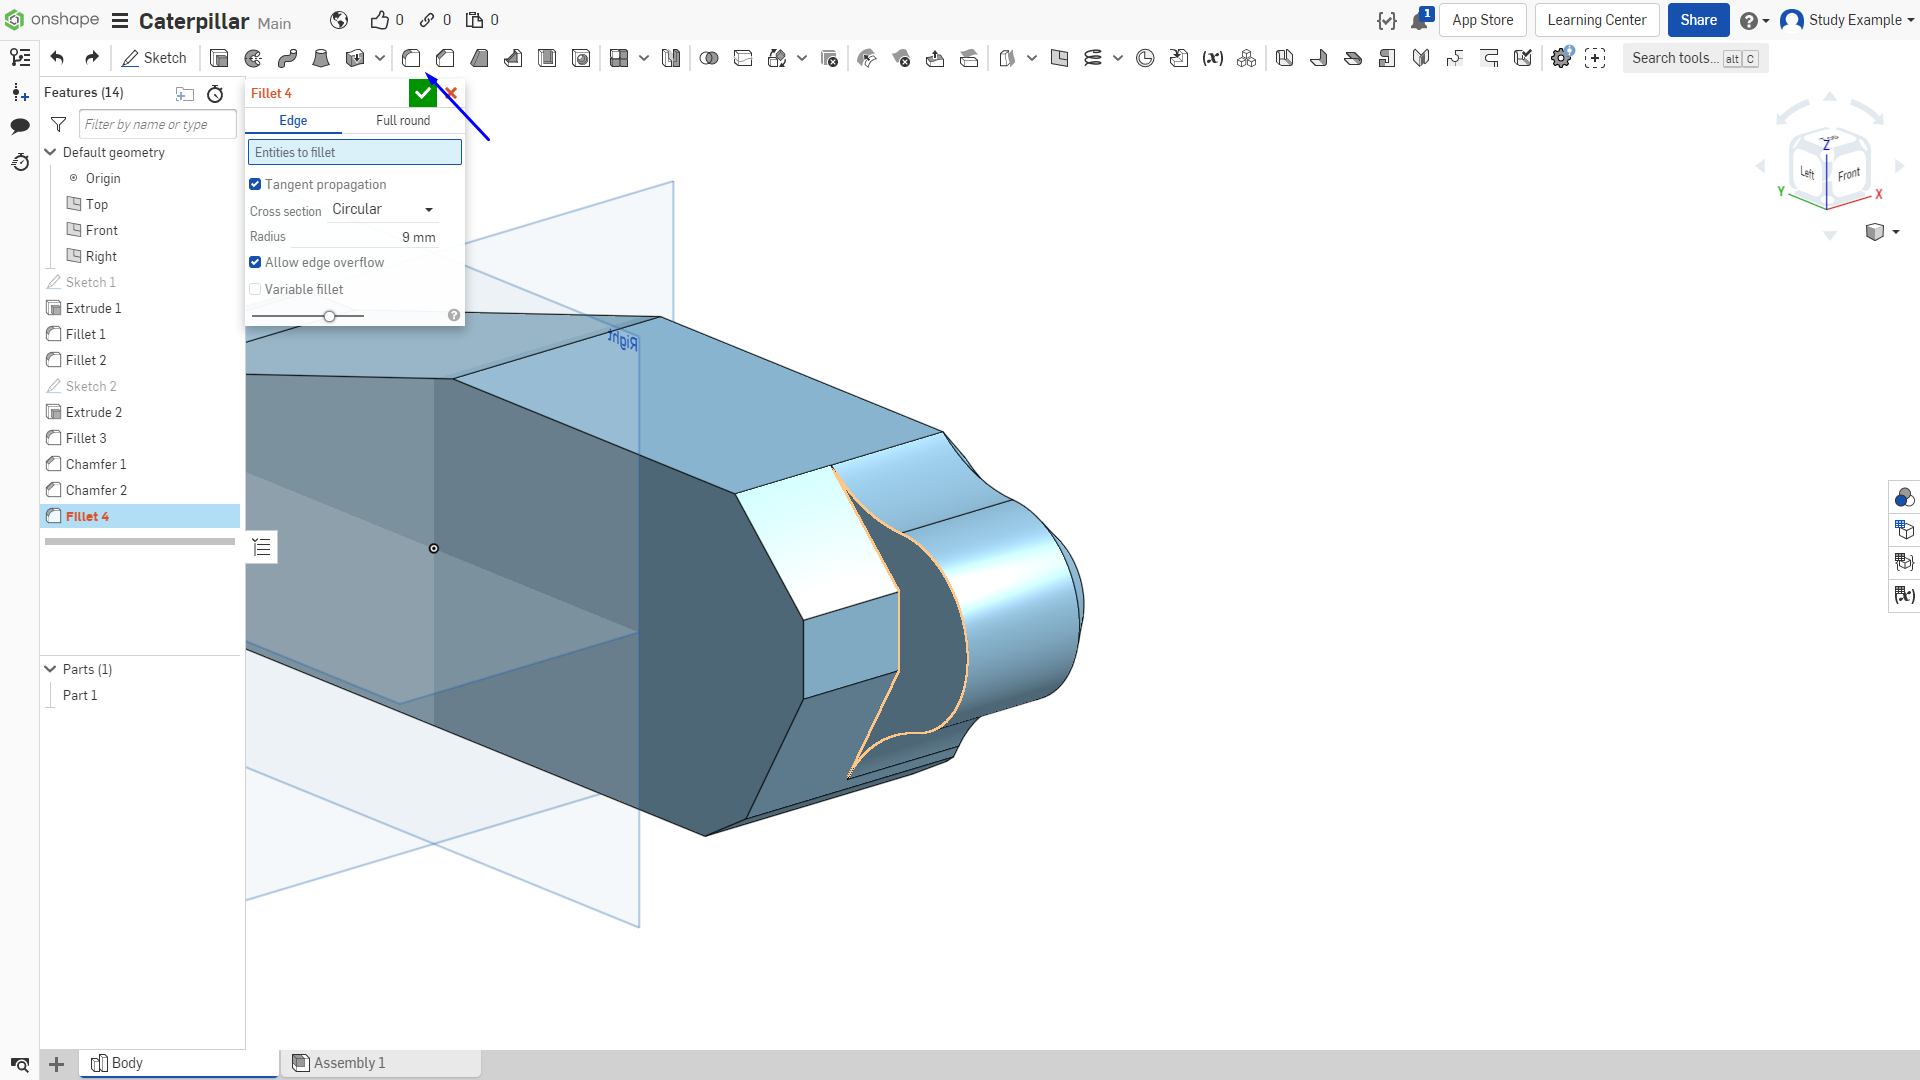 onshape
Caterpillar Main
0
0
0
1
App Store
Learning Center
Share
Study Example
Sketch
Search tools... alt C
Features (14)
Filter by name or type
Default geometry
Origin
Top
Front
Right
Sketch 1
Extrude 1
Fillet 1
Fillet 2
Sketch 2
Extrude 2
Fillet 3
Chamfer 1
Chamfer 2
Fillet 4
Parts (1)
Part 1
Fillet 4
Edge
Full round
Entities to fillet
Tangent propagation
Cross section Circular
Radius 9 mm
Allow edge overflow
Variable fillet
Right
Top
Z
Left
Front
Y
X
Body
Assembly 1